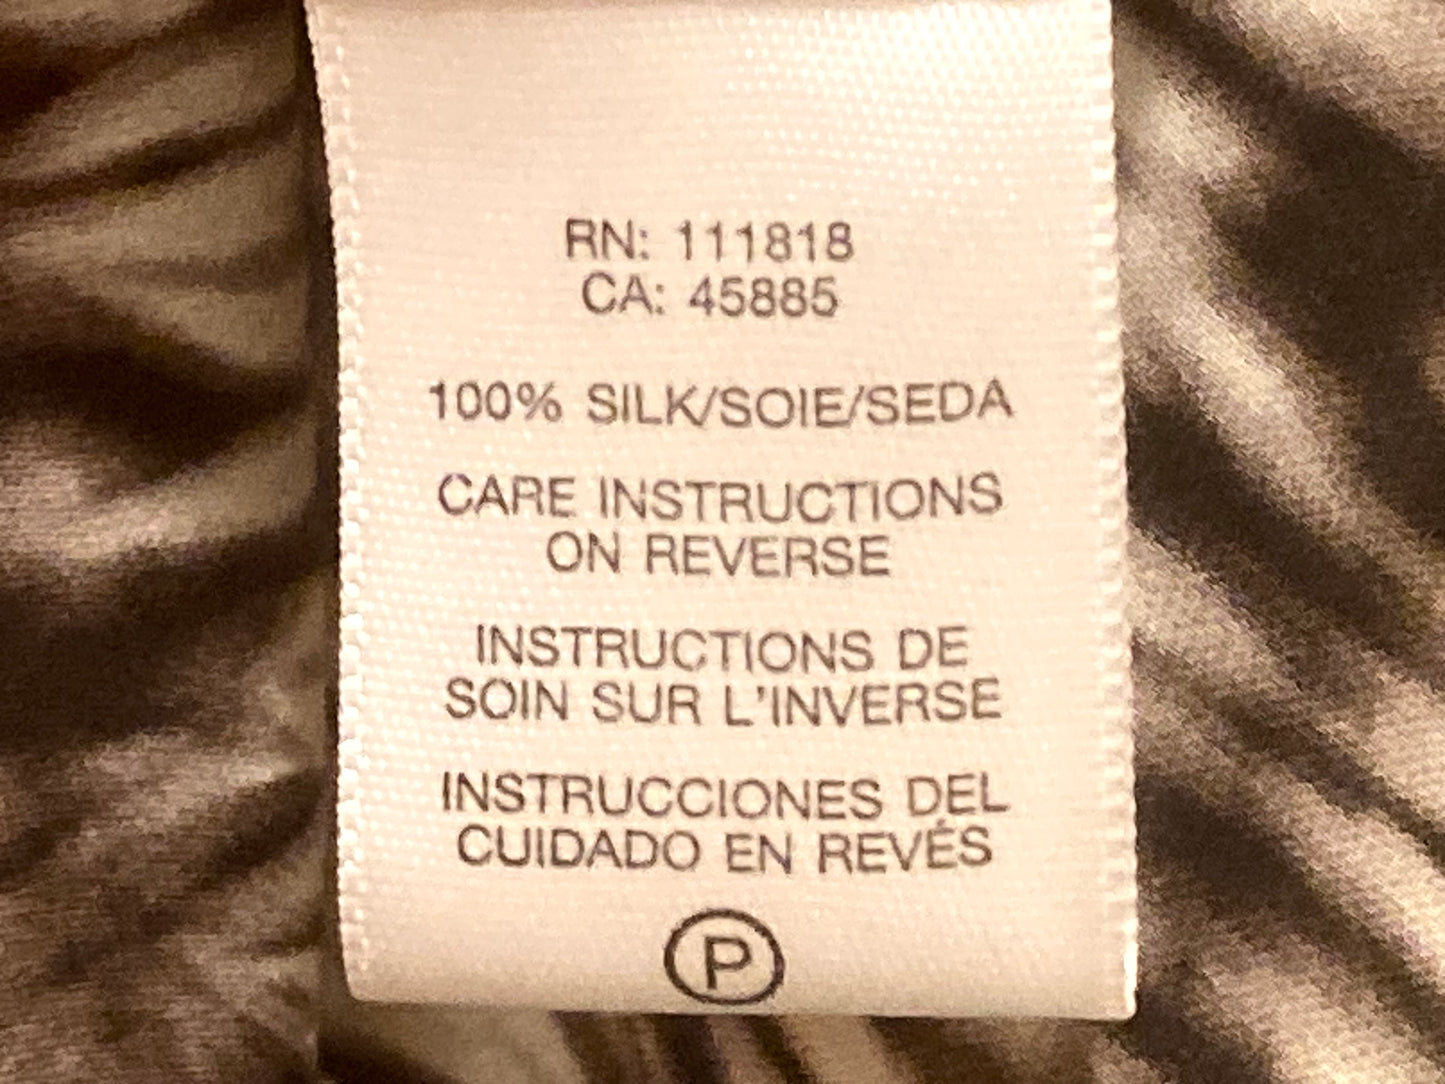 RN: 111818
CA: 45885
100% SILK/SOIE/SEDA
CARE INSTRUCTIONS
ON REVERSE
INSTRUCTIONS DE
SOIN SUR L'INVERSE
INSTRUCCIONES DEL
CUIDADO EN REVÉS
P